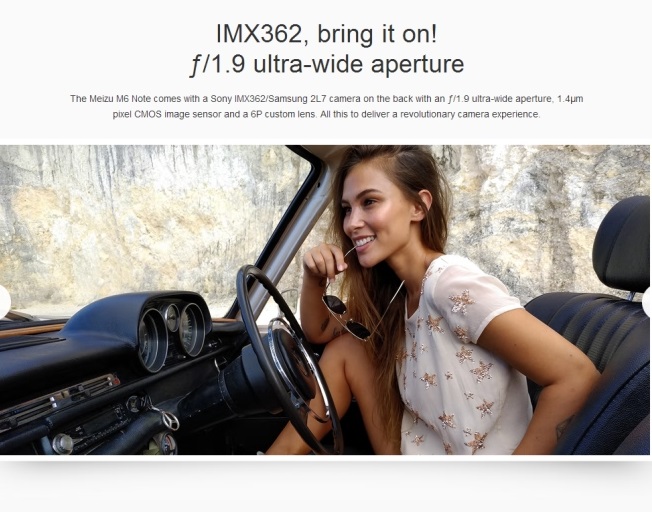 IMX362, bring it on!
ƒ/1.9 ultra-wide aperture
The Meizu M6 Note comes with a Sony IMX362/Samsung 2L7 camera on the back with an ƒ/1.9 ultra-wide aperture, 1.4μm
pixel CMOS image sensor and a 6P custom lens. All this to deliver a revolutionary camera experience.